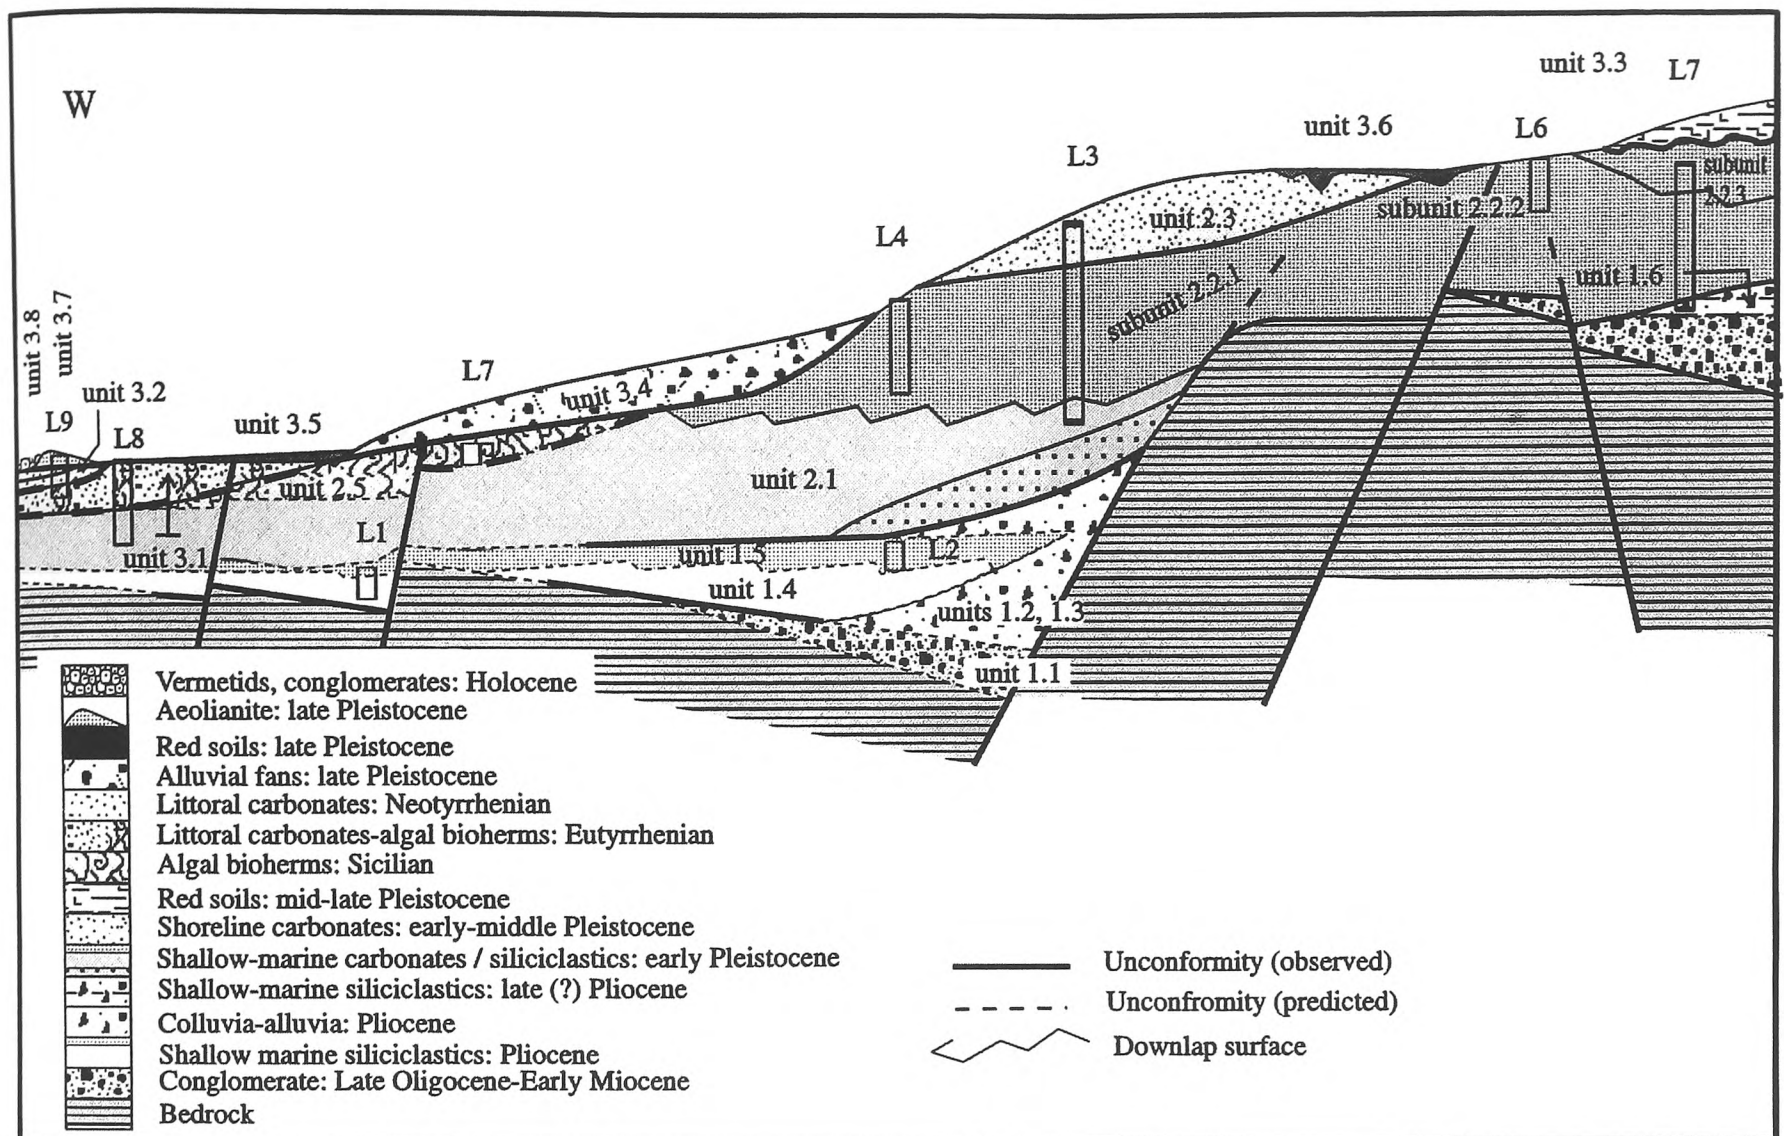 W
unit 3.3
L7
unit 3.6
L6
L3
subunit
2.2.3
subunit 2.2.2
unit 2.3
L4
unit 1.6
subunit 2.2.1
unit 3.8
unit 3.7
L7
unit 3.4
unit 3.2
L9
L8
unit 3.5
unit 2.5
unit 2.1
L1
unit 3.1
unit 1.5
L2
unit 1.4
units 1.2, 1.3
unit 1.1
Vermetids, conglomerates: Holocene
Aeolianite: late Pleistocene
Red soils: late Pleistocene
Alluvial fans: late Pleistocene
Littoral carbonates: Neotyrrhenian
Littoral carbonates-algal bioherms: Eutyrrhenian
Algal bioherms: Sicilian
Red soils: mid-late Pleistocene
Shoreline carbonates: early-middle Pleistocene
Shallow-marine carbonates / siliciclastics: early Pleistocene
Shallow-marine siliciclastics: late (?) Pliocene
Colluvia-alluvia: Pliocene
Shallow marine siliciclastics: Pliocene
Conglomerate: Late Oligocene-Early Miocene
Bedrock
Unconformity (observed)
Unconfromity (predicted)
Downlap surface